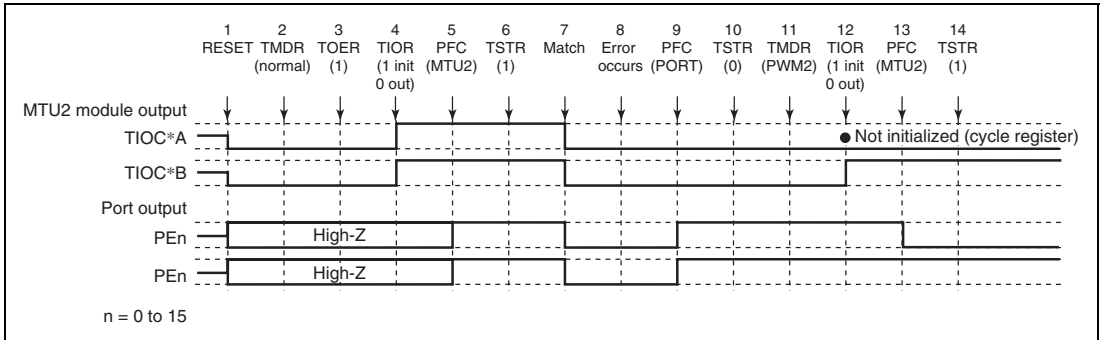 1 2 3 4 5 6 7 8 9 10 11 12 13 14
RESET TMDR TOER TIOR PFC TSTR Match Error PFC TSTR TMDR TIOR PFC TSTR
(normal) (1) (1 init (MTU2) (1) occurs (PORT) (0) (PWM2) (1 init (MTU2) (1)
0 out) 0 out)
MTU2 module output
TIOC*A
Not initialized (cycle register)
TIOC*B
Port output
PEn
High-Z
PEn
High-Z
n = 0 to 15